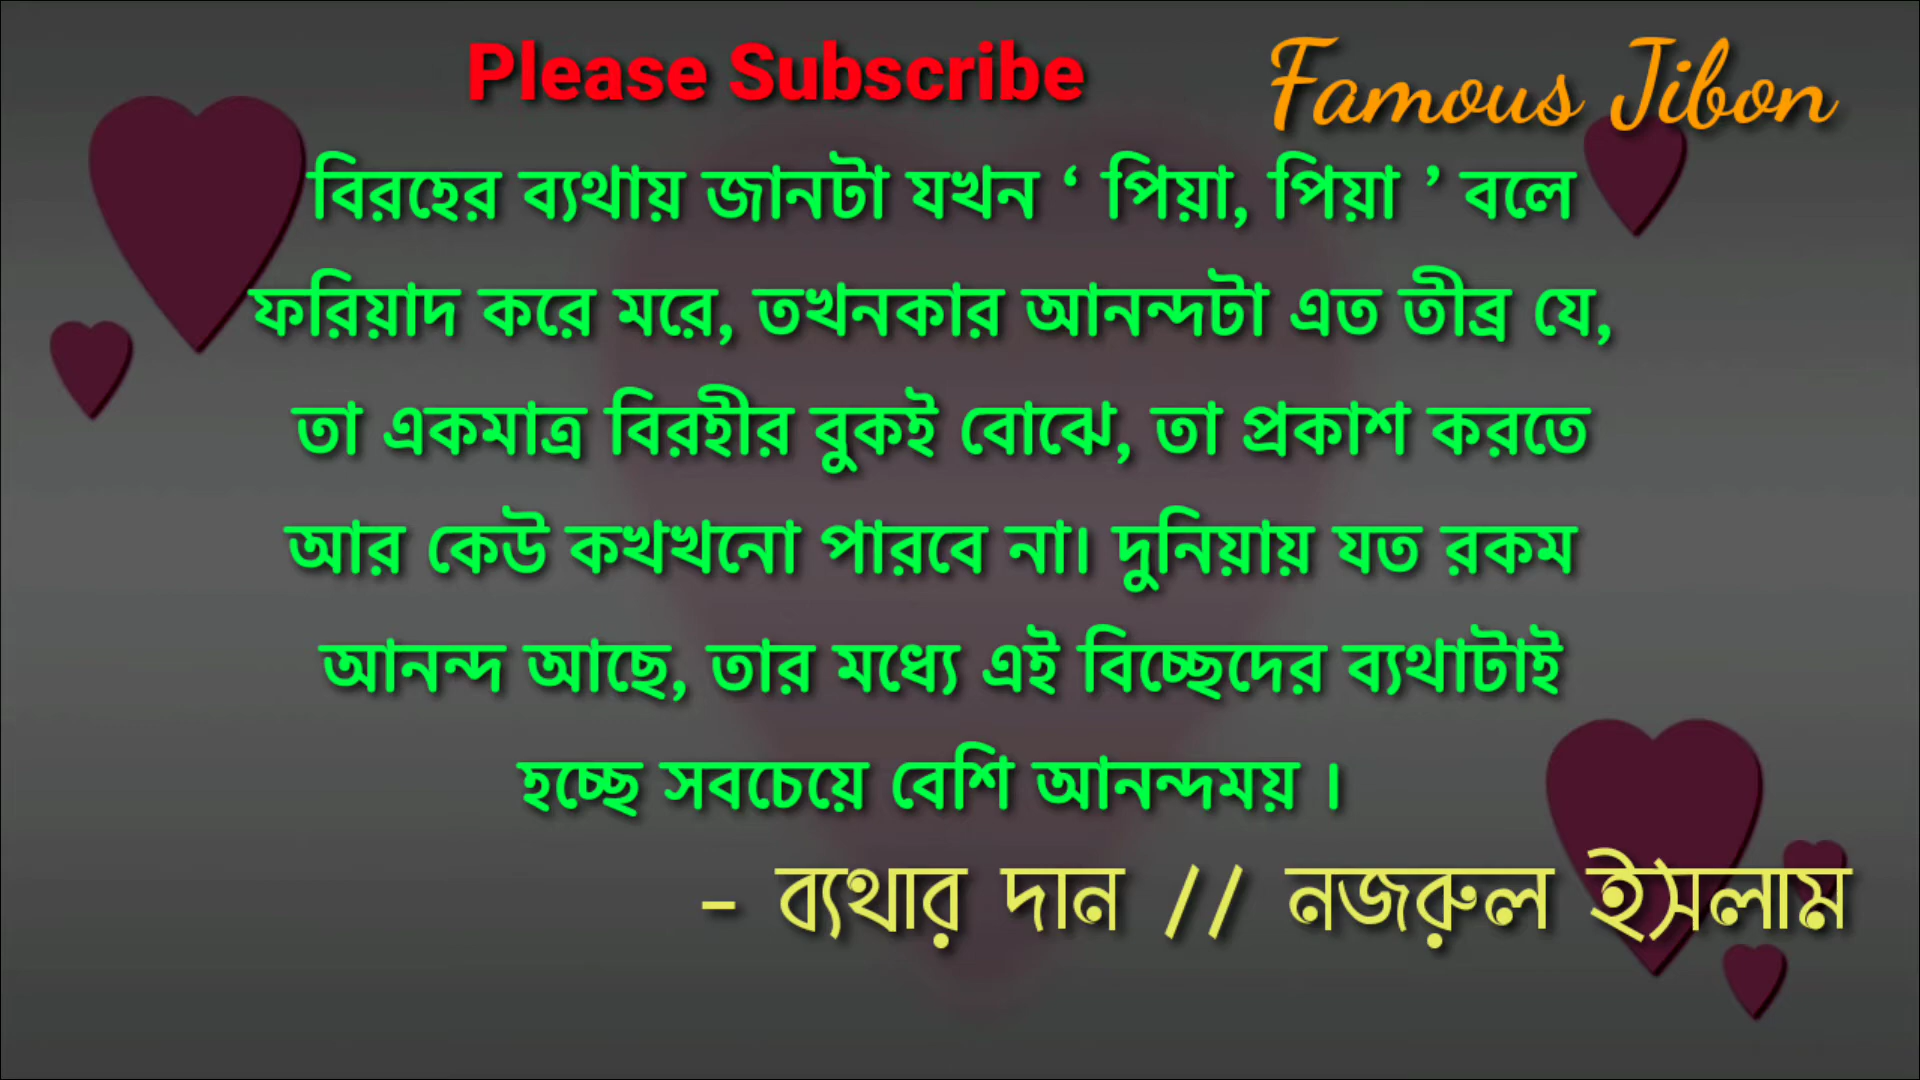 Please Subscribe
Famous Jibon
বিরহের ব্যথায় জানটা যখন ‘ পিয়া, পিয়া ’ বলে
ফরিয়াদ করে মরে, তখনকার আনন্দটা এত তীব্র যে,
তা একমাত্র বিরহীর বুকই বোঝে, তা প্রকাশ করতে
আর কেউ কখখনো পারবে না। দুনিয়ায় যত রকম
আনন্দ আছে, তার মধ্যে এই বিচ্ছেদের ব্যথাটাই
হচ্ছে সবচেয়ে বেশি আনন্দময় ।
- ব্যথার দান // নজরুল ইসলাম